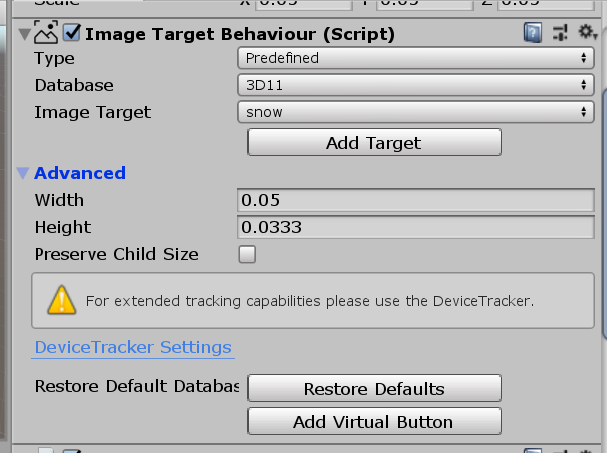 Scale X 0.05 Y 0.05 Z 0.05
Image Target Behaviour (Script)
Type Predefined
Database 3D11
Image Target snow
Add Target
Advanced
Width 0.05
Height 0.0333
Preserve Child Size
For extended tracking capabilities please use the DeviceTracker.
DeviceTracker Settings
Restore Default Databas Restore Defaults
Add Virtual Button